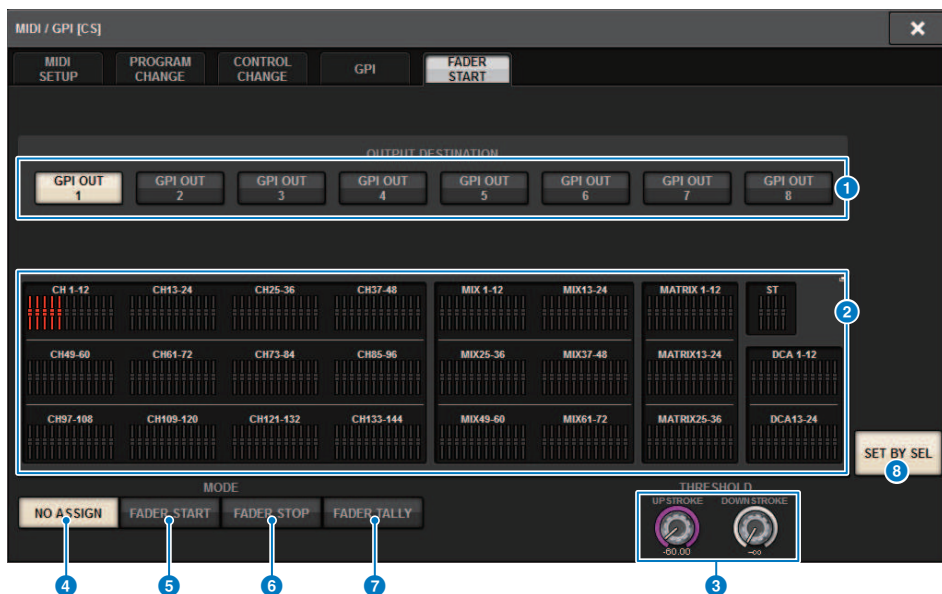 MIDI / GPI [CS]
MIDI SETUP
PROGRAM CHANGE
CONTROL CHANGE
GPI
FADER START
OUTPUT DESTINATION
GPI OUT 1
GPI OUT 2
GPI OUT 3
GPI OUT 4
GPI OUT 5
GPI OUT 6
GPI OUT 7
GPI OUT 8
1
CH 1-12
CH13-24
CH25-36
CH37-48
MIX 1-12
MIX13-24
MATRIX 1-12
ST
2
CH49-60
CH61-72
CH73-84
CH85-96
MIX25-36
MIX37-48
MATRIX13-24
DCA 1-12
CH97-108
CH109-120
CH121-132
CH133-144
MIX49-60
MIX61-72
MATRIX25-36
DCA13-24
SET BY SEL
8
MODE
THRESHOLD
NO ASSIGN
FADER START
FADER STOP
FADER TALLY
UPSTROKE
DOWN STROKE
-60.00
-∞
4
5
6
7
3